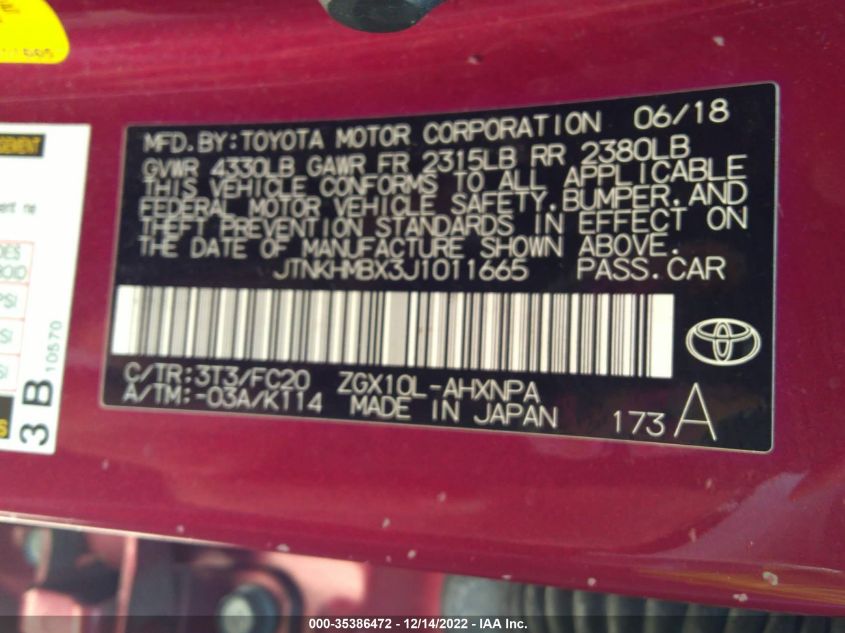 MFD.BY:TOYOTA MOTOR CORPORATION 06/18
GVWR 4330LB GAWR FR 2315LB RR 2380LB
THIS VEHICLE CONFORMS TO ALL APPLICABLE
FEDERAL MOTOR VEHICLE SAFETY,BUMPER,AND
THEFT PREVENTION STANDARDS IN EFFECT ON
THE DATE OF MANUFACTURE SHOWN ABOVE.
JTNKHMBX3J1011665 PASS.CAR
C/TR:3T3/FC20 ZGX10L-AHXNPA
A/TM:-03A/K114 MADE IN JAPAN 173 A
3B 10570
000-35386472 - 12/14/2022 - IAA Inc.